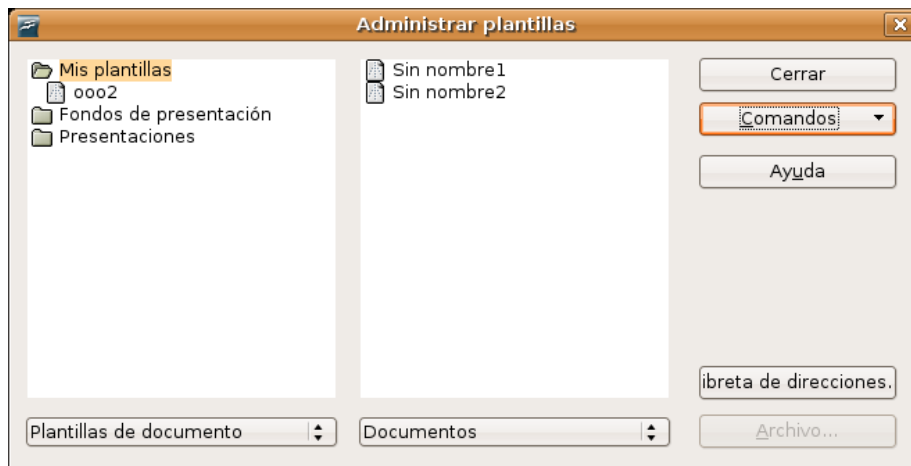 Administrar plantillas
Mis plantillas
ooo2
Fondos de presentación
Presentaciones
Sin nombre1
Sin nombre2
Cerrar
Comandos
Ayuda
ibreta de direcciones.
Plantillas de documento
Documentos
Archivo...